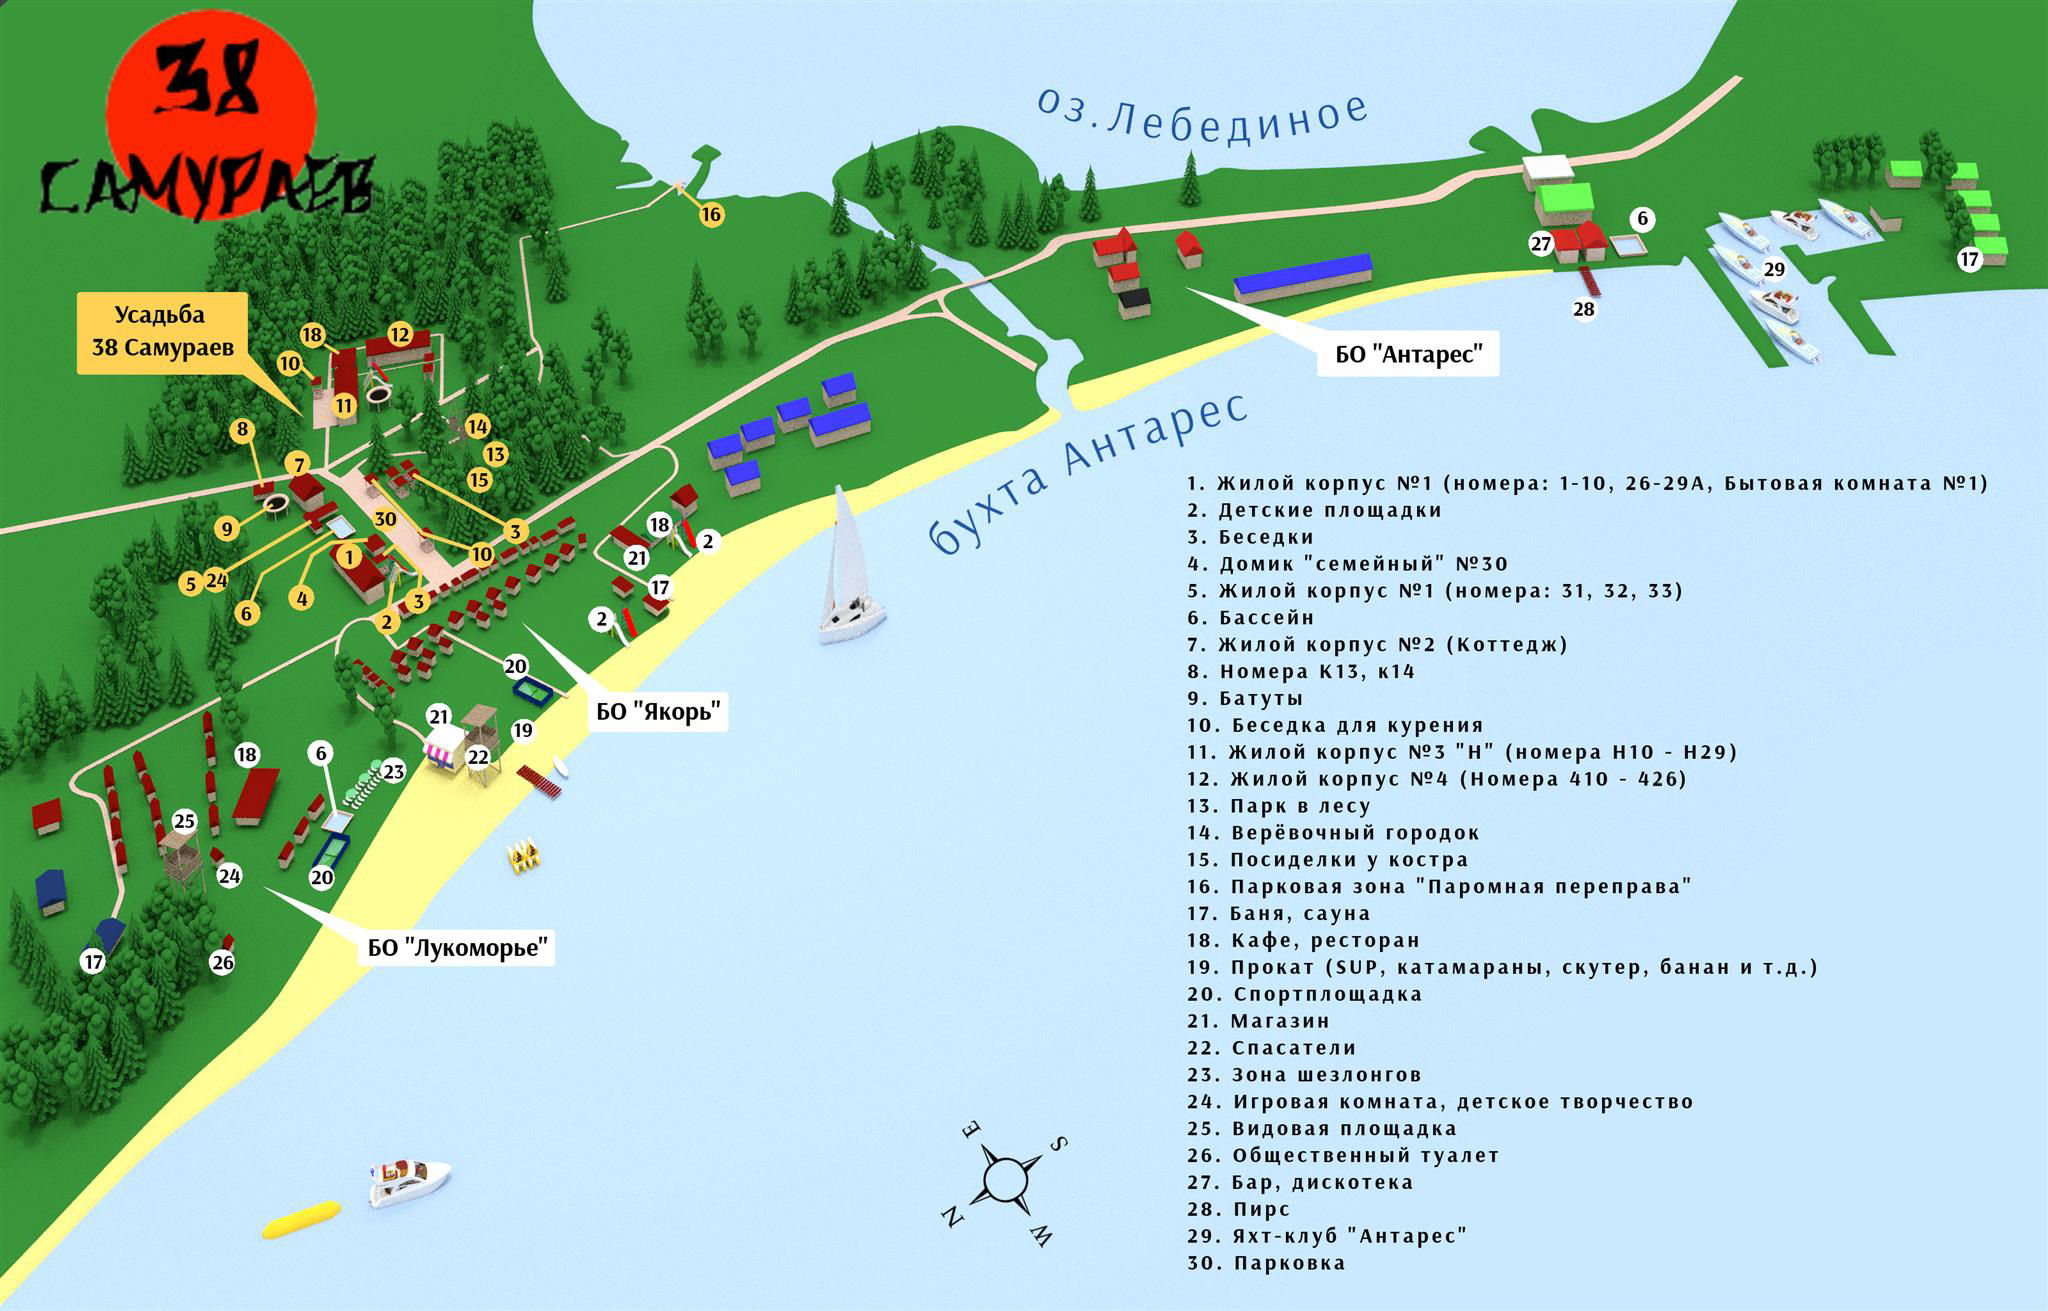 38
САМУРАЕВ
оз.Лебединое
16
6
27
28
29
17
Усадьба
38 Самураев
18
12
10
11
БО "Антарес"
бухта Антарес
8
7
14
13
15
9
30
3
10
1
5
24
6
4
2
3
18
21
2
17
2
20
БО "Якорь"
21
19
22
18
6
23
25
24
20
17
26
БО "Лукоморье"
1. Жилой корпус №1 (номера: 1-10, 26-29А, Бытовая комната №1)
2. Детские площадки
3. Беседки
4. Домик "семейный" №30
5. Жилой корпус №1 (номера: 31, 32, 33)
6. Бассейн
7. Жилой корпус №2 (Коттедж)
8. Номера К13, к14
9. Батуты
10. Беседка для курения
11. Жилой корпус №3 "Н" (номера Н10 - Н29)
12. Жилой корпус №4 (Номера 410 - 426)
13. Парк в лесу
14. Верёвочный городок
15. Посиделки у костра
16. Парковая зона "Паромная переправа"
17. Баня, сауна
18. Кафе, ресторан
19. Прокат (SUP, катамараны, скутер, банан и т.д.)
20. Спортплощадка
21. Магазин
22. Спасатели
23. Зона шезлонгов
24. Игровая комната, детское творчество
25. Видовая площадка
26. Общественный туалет
27. Бар, дискотека
28. Пирс
29. Яхт-клуб "Антарес"
30. Парковка
E
S
N
W